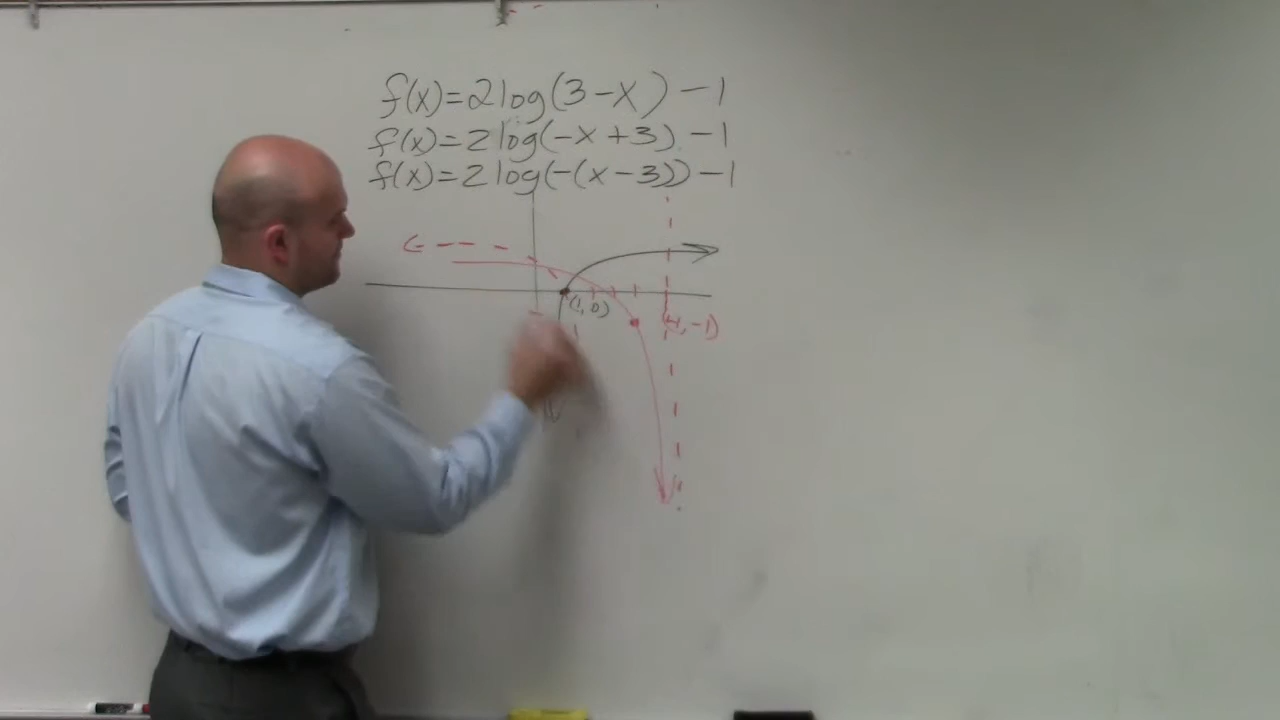 f(x)=2log(3-x)-1
f(x)=2log(-x+3)-1
f(x)=2log(-(x-3))-1
(1,0)
(4,-1)